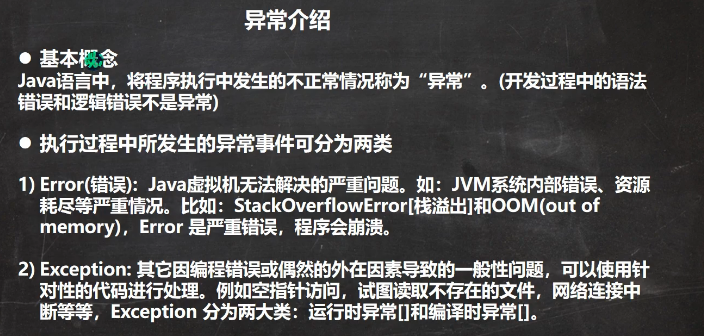 异常介绍
● 基本概念
Java语言中，将程序执行中发生的不正常情况称为“异常”。(开发过程中的语法
错误和逻辑错误不是异常)
● 执行过程中所发生的异常事件可分为两类
1) Error(错误)：Java虚拟机无法解决的严重问题。如：JVM系统内部错误、资源
耗尽等严重情况。比如：StackOverflowError[栈溢出]和OOM(out of
memory)，Error 是严重错误，程序会崩溃。
2) Exception: 其它因编程错误或偶然的外在因素导致的一般性问题，可以使用针
对性的代码进行处理。例如空指针访问，试图读取不存在的文件，网络连接中
断等等，Exception 分为两大类：运行时异常[]和编译时异常[]。